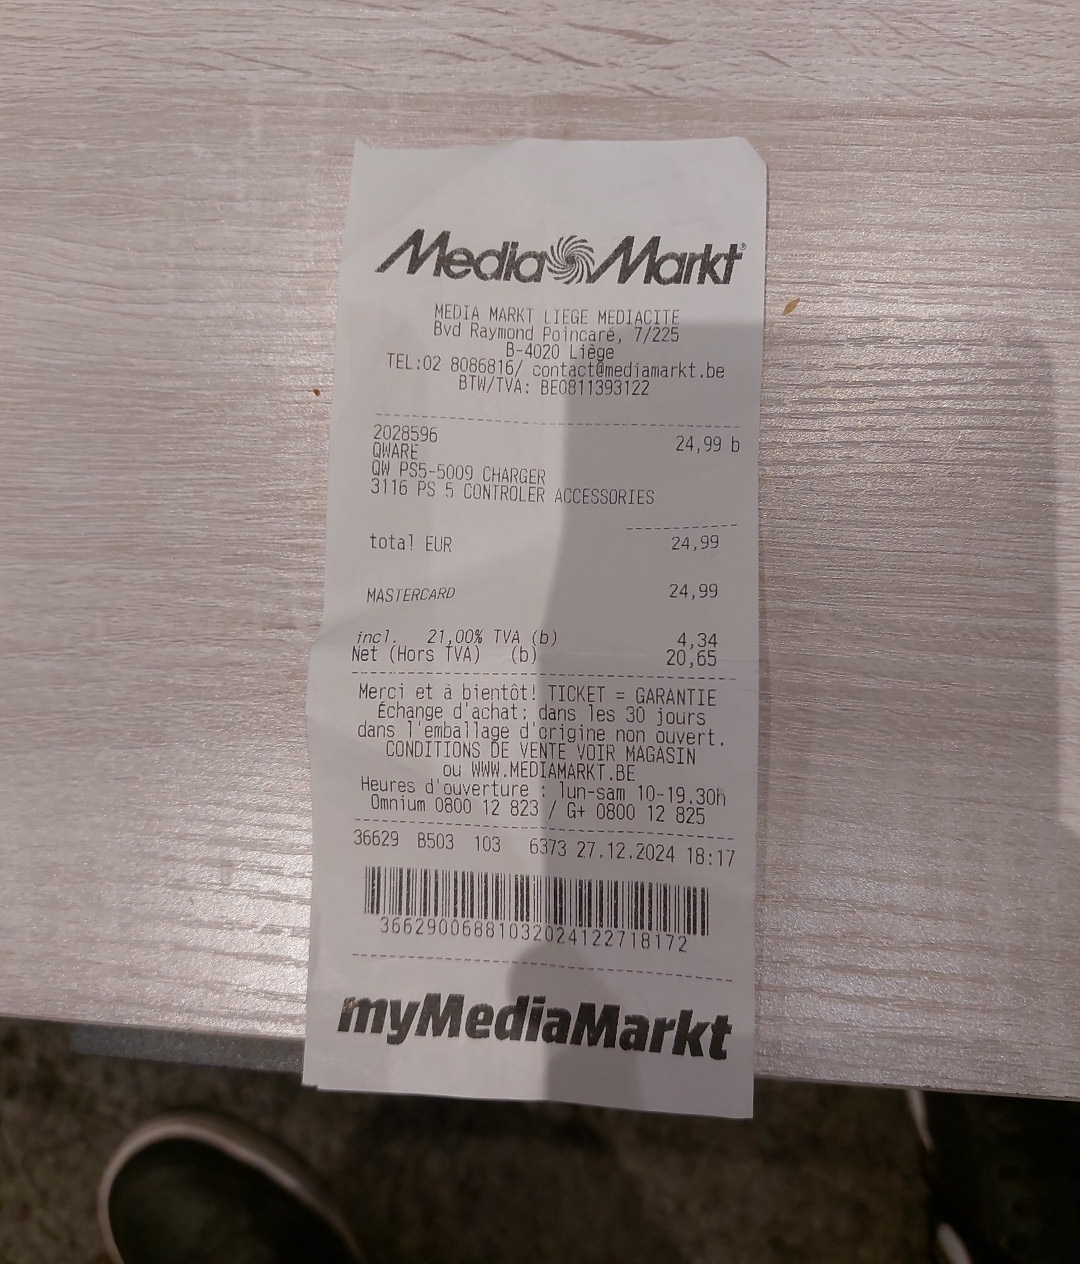 Media Markt®
MEDIA MARKT LIEGE MEDIACITE
Bvd Raymond Poincaré, 7/225
B-4020 Liège
TEL:02 8086816/ contact@mediamarkt.be
BTW/TVA: BE0811393122
2028596 24,99 b
QWARE
QW PS5-5009 CHARGER
3116 PS 5 CONTROLER ACCESSORIES
total EUR 24,99
MASTERCARD 24,99
incl. 21,00% TVA (b) 4,34
Net (Hors TVA) (b) 20,65
Merci et à bientôt! TICKET = GARANTIE
Échange d'achat: dans les 30 jours
dans l'emballage d'origine non ouvert.
CONDITIONS DE VENTE VOIR MAGASIN
ou WWW.MEDIAMARKT.BE
Heures d'ouverture : lun-sam 10-19.30h
Omnium 0800 12 823 / G+ 0800 12 825
36629 B503 103 6373 27.12.2024 18:17
3662900688103202412271817​2
myMediaMarkt